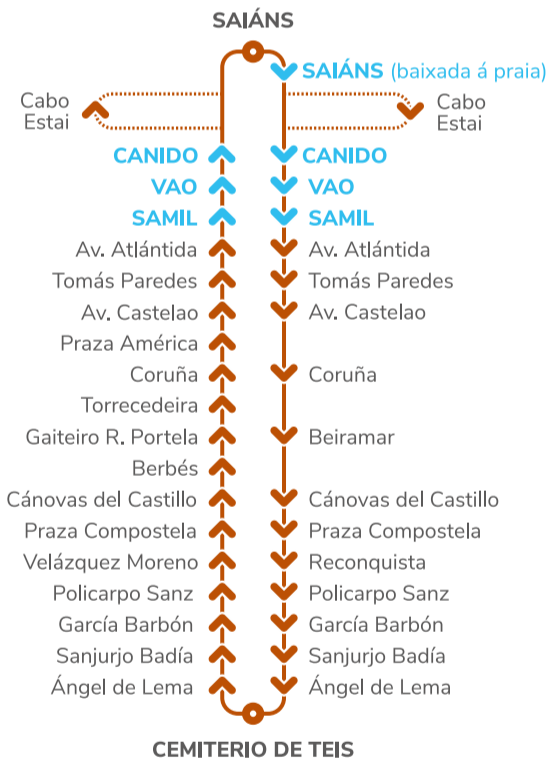 SAIÁNS
SAIÁNS (baixada á praia)
Cabo
Estai
Cabo
Estai
CANIDO
CANIDO
VAO
VAO
SAMIL
SAMIL
Av. Atlántida
Av. Atlántida
Tomás Paredes
Tomás Paredes
Av. Castelao
Av. Castelao
Praza América
Coruña
Coruña
Torrecedeira
Gaiteiro R. Portela
Beiramar
Berbés
Cánovas del Castillo
Cánovas del Castillo
Praza Compostela
Praza Compostela
Velázquez Moreno
Reconquista
Policarpo Sanz
Policarpo Sanz
García Barbón
García Barbón
Sanjurjo Badía
Sanjurjo Badía
Ángel de Lema
Ángel de Lema
CEMITERIO DE TEIS